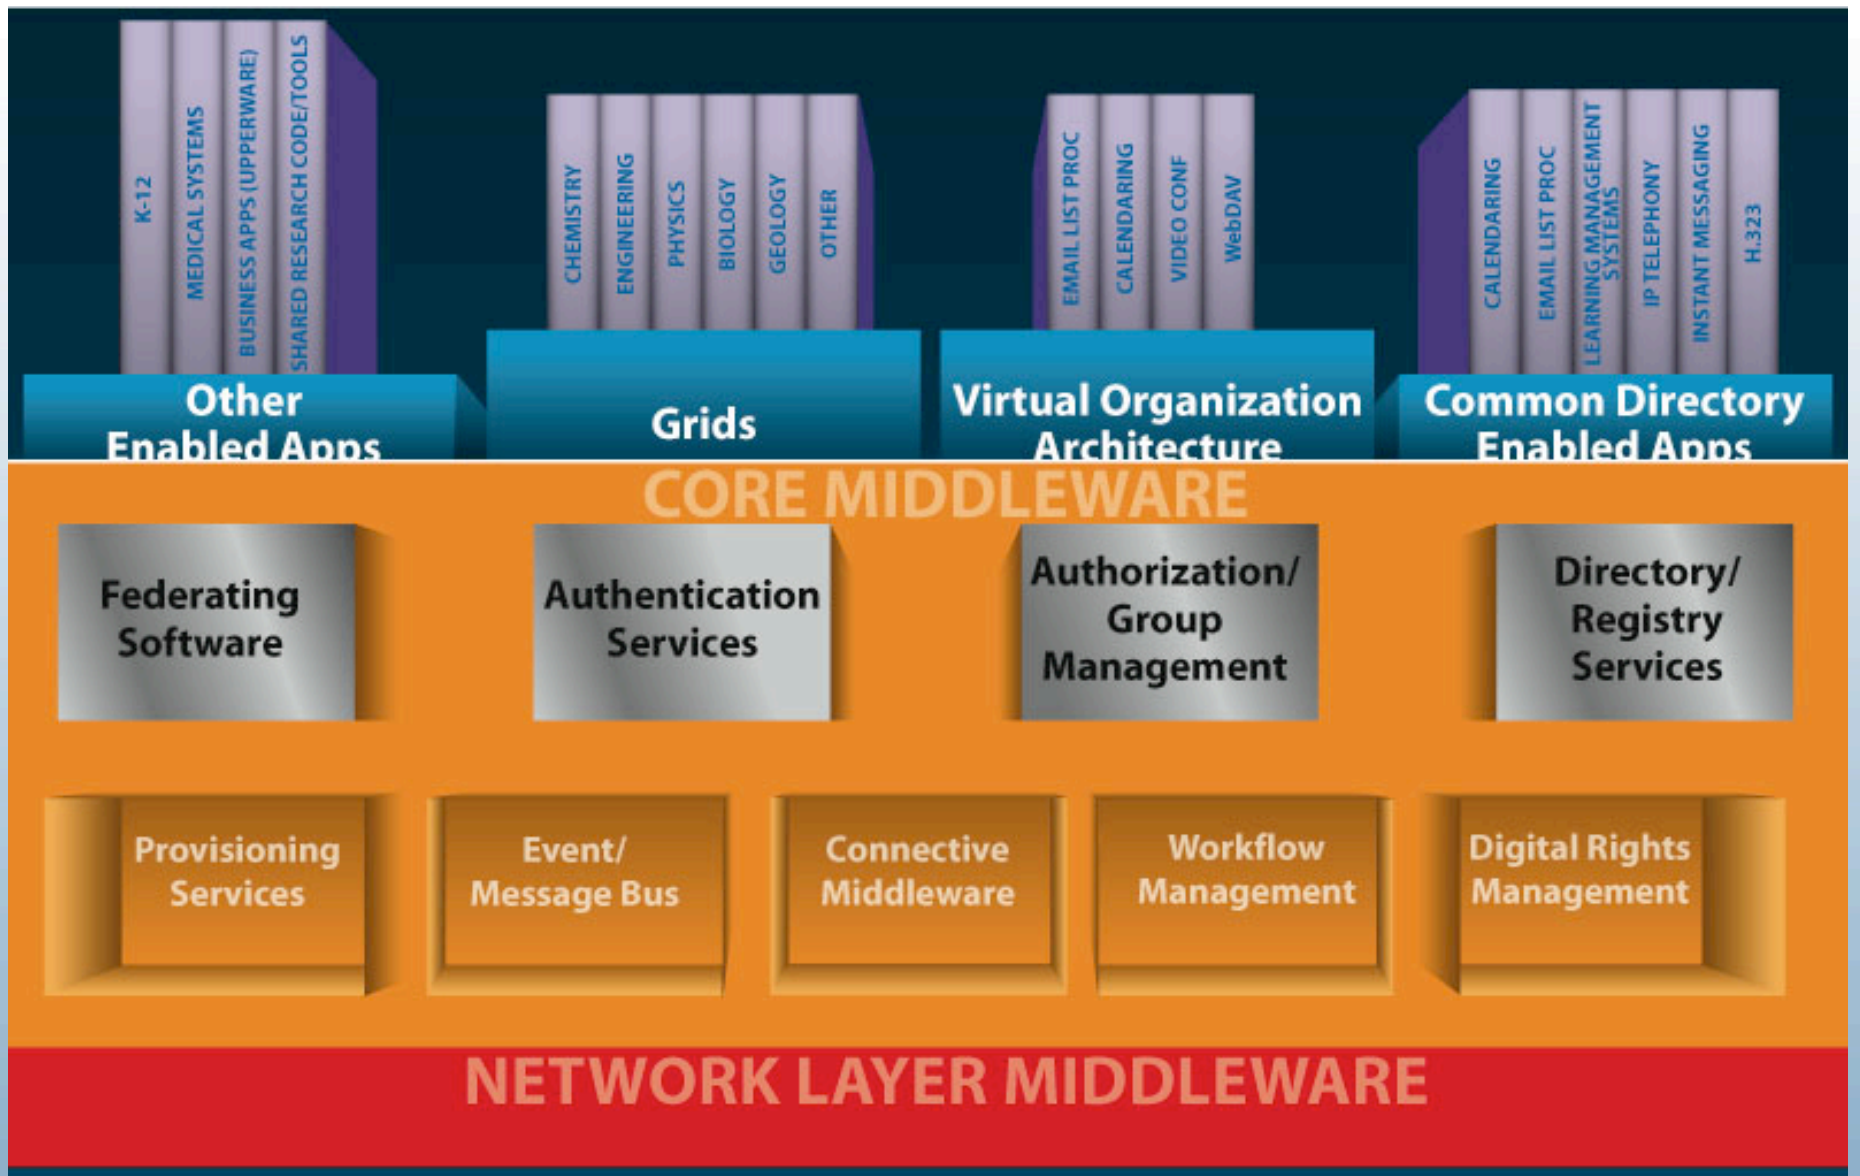 K-12
MEDICAL SYSTEMS
BUSINESS APPS (UPPERWARE)
SHARED RESEARCH CODE/TOOLS
Other
Enabled Apps
CHEMISTRY
ENGINEERING
PHYSICS
BIOLOGY
GEOLOGY
OTHER
Grids
EMAIL LIST PROC
CALENDARING
VIDEO CONF
WebDAV
Virtual Organization
Architecture
CALENDARING
EMAIL LIST PROC
LEARNING MANAGEMENT
SYSTEMS
IP TELEPHONY
INSTANT MESSAGING
H.323
Common Directory
Enabled Apps
CORE MIDDLEWARE
Federating
Software
Authentication
Services
Authorization/
Group
Management
Directory/
Registry
Services
Provisioning
Services
Event/
Message Bus
Connective
Middleware
Workflow
Management
Digital Rights
Management
NETWORK LAYER MIDDLEWARE